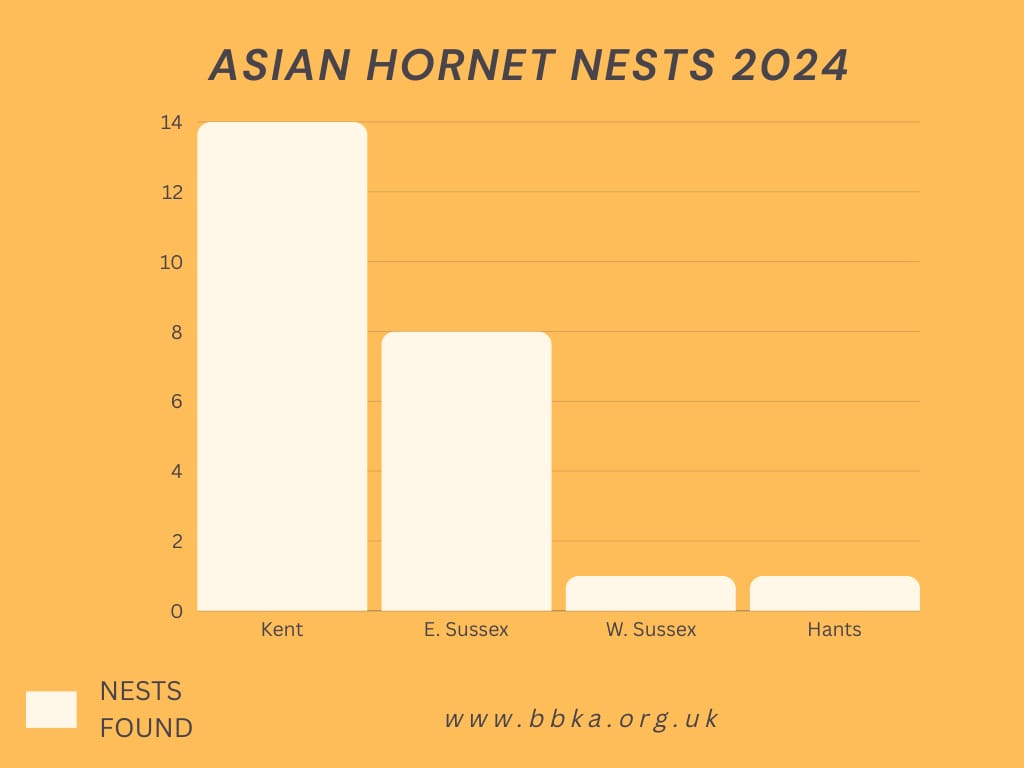 ASIAN HORNET NESTS 2024
14
12
10
8
6
4
2
0
Kent E. Sussex W. Sussex Hants
NESTS
FOUND
www.bbka.org.uk